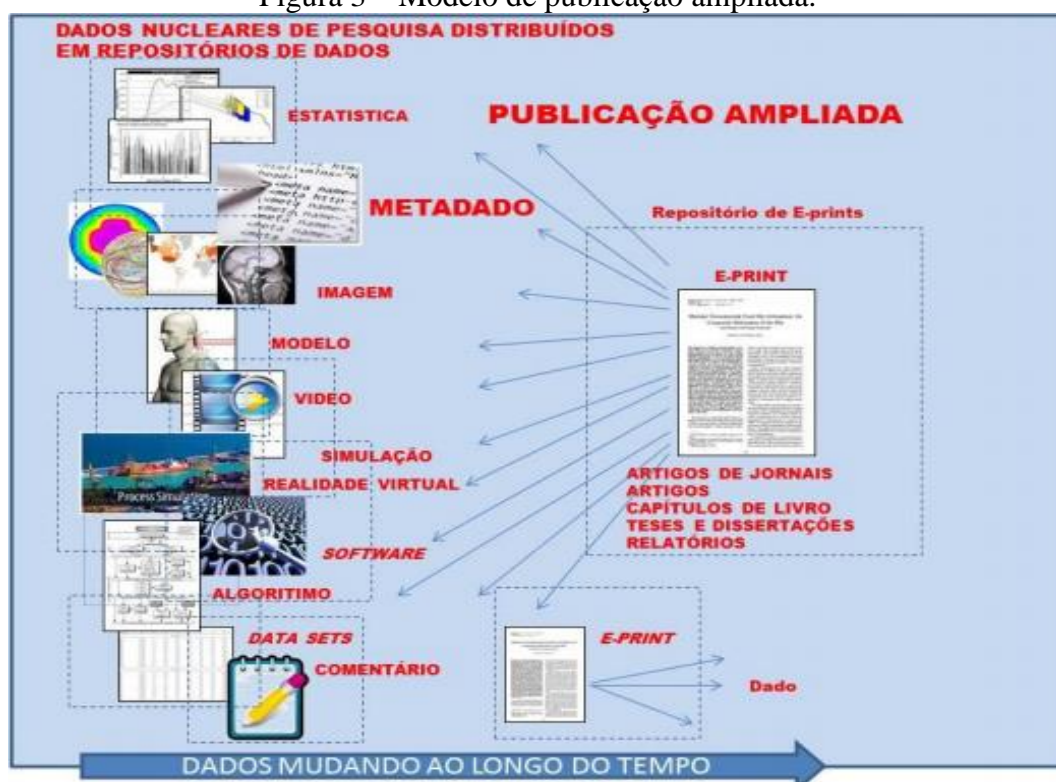 Figura 3 – Modelo de publicação ampliada.
DADOS NUCLEARES DE PESQUISA DISTRIBUÍDOS
EM REPOSITÓRIOS DE DADOS
ESTATISTICA
PUBLICAÇÃO AMPLIADA
METADADO
Repositório de E-prints
E-PRINT
IMAGEM
MODELO
VIDEO
SIMULAÇÃO
REALIDADE VIRTUAL
Process Simulation
ARTIGOS DE JORNAIS
ARTIGOS
CAPÍTULOS DE LIVRO
TESES E DISSERTAÇÕES
RELATÓRIOS
SOFTWARE
ALGORITIMO
DATA SETS
COMENTÁRIO
E-PRINT
Dado
DADOS MUDANDO AO LONGO DO TEMPO